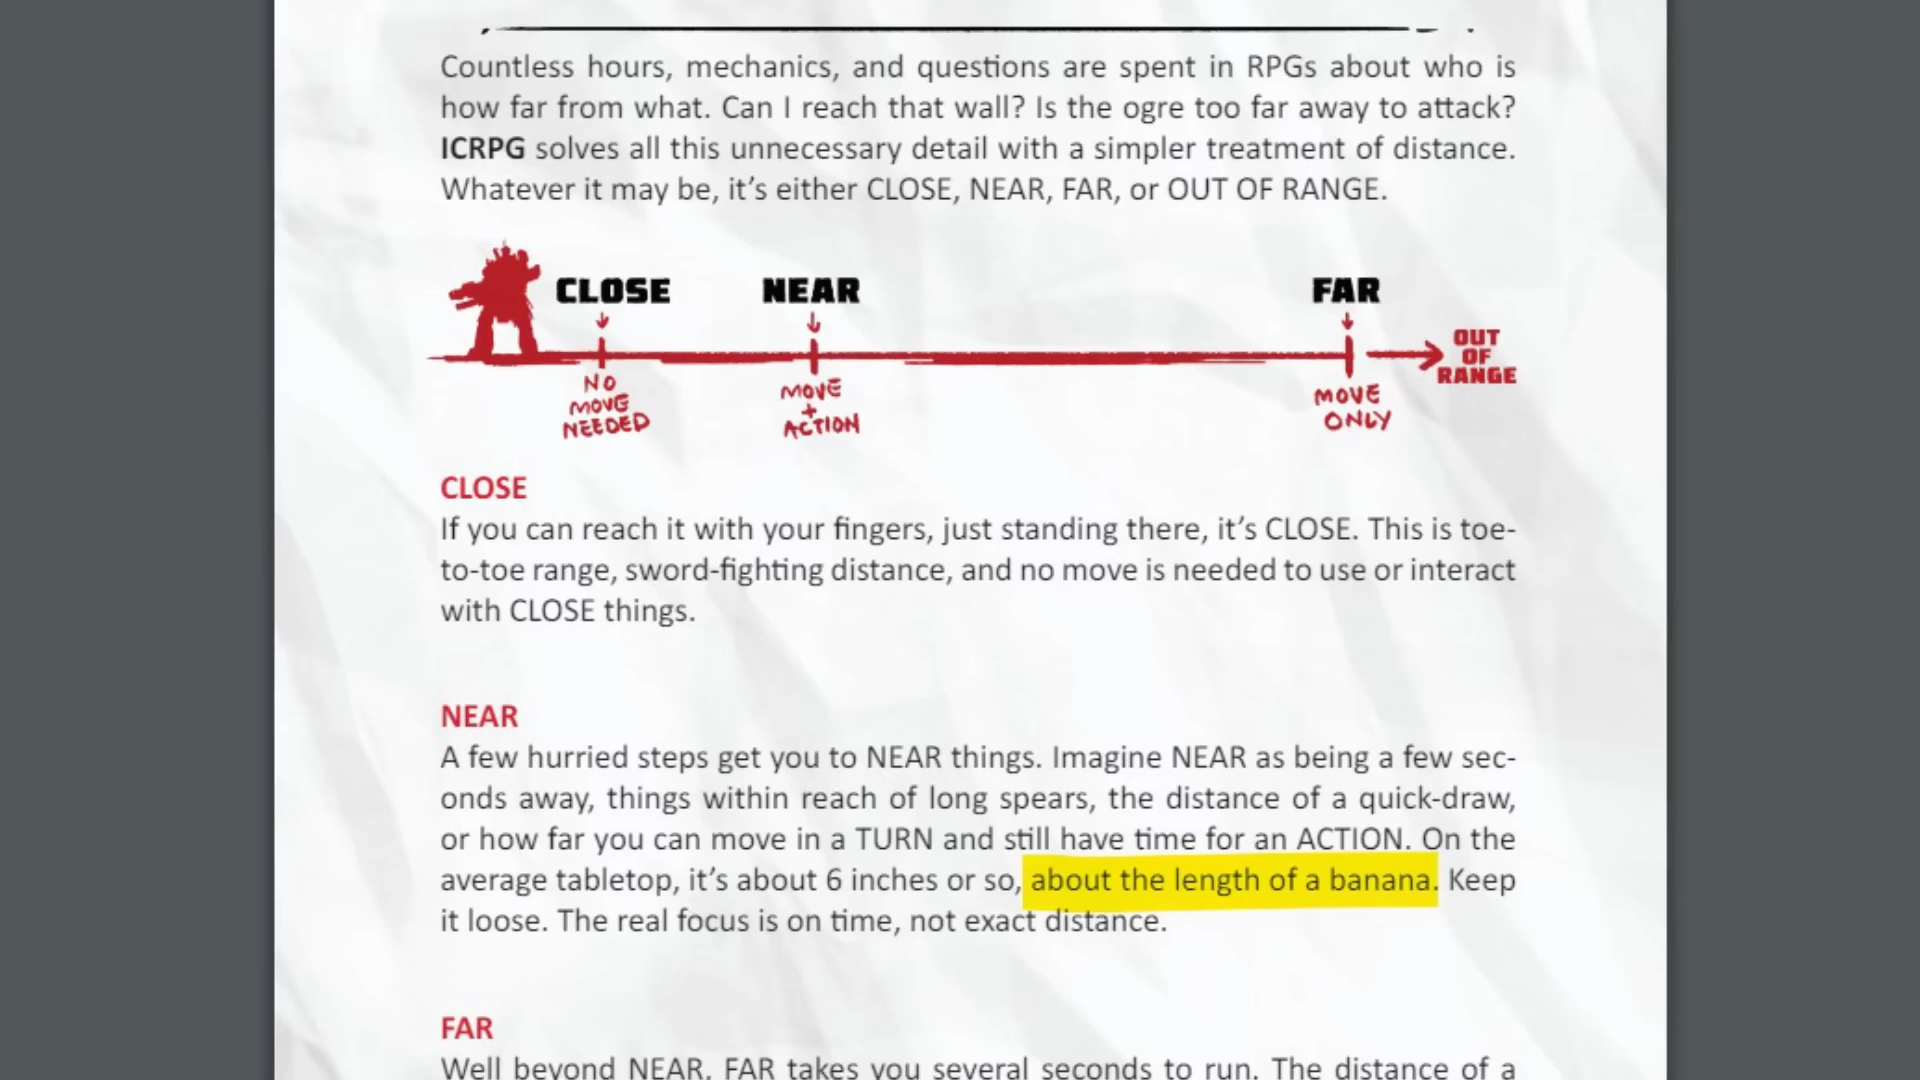 Countless hours, mechanics, and questions are spent in RPGs about who is
how far from what. Can I reach that wall? Is the ogre too far away to attack?
ICRPG solves all this unnecessary detail with a simpler treatment of distance.
Whatever it may be, it’s either CLOSE, NEAR, FAR, or OUT OF RANGE.
CLOSE
NEAR
FAR
OUT
OF
RANGE
NO
MOVE
NEEDED
MOVE
+
ACTION
MOVE
ONLY
CLOSE
If you can reach it with your fingers, just standing there, it’s CLOSE. This is toe-
to-toe range, sword-fighting distance, and no move is needed to use or interact
with CLOSE things.
NEAR
A few hurried steps get you to NEAR things. Imagine NEAR as being a few sec-
onds away, things within reach of long spears, the distance of a quick-draw,
or how far you can move in a TURN and still have time for an ACTION. On the
average tabletop, it’s about 6 inches or so, about the length of a banana. Keep
it loose. The real focus is on time, not exact distance.
FAR
Well beyond NEAR, FAR takes you several seconds to run. The distance of a